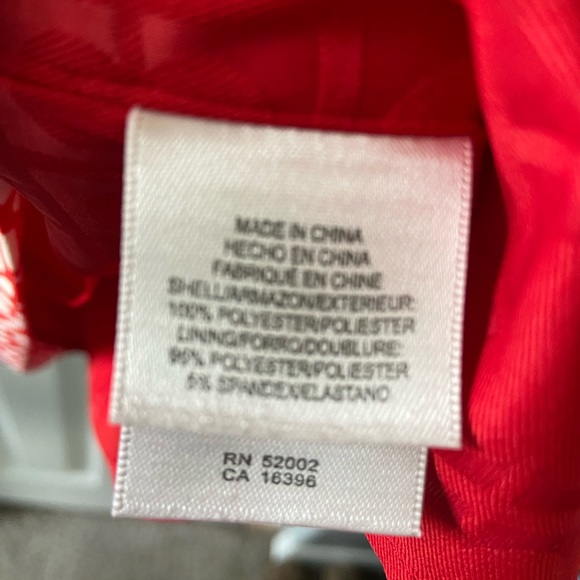 MADE IN CHINA
HECHO EN CHINA
FABRIQUÉ EN CHINE
SHELL/ARMAZON/EXTERIEUR:
100% POLYESTER/POLIESTER
LINING/FORRO/DOUBLURE:
95% POLYESTER/POLIESTER
5% SPANDEX/ELASTANO
RN 52002
CA 16396